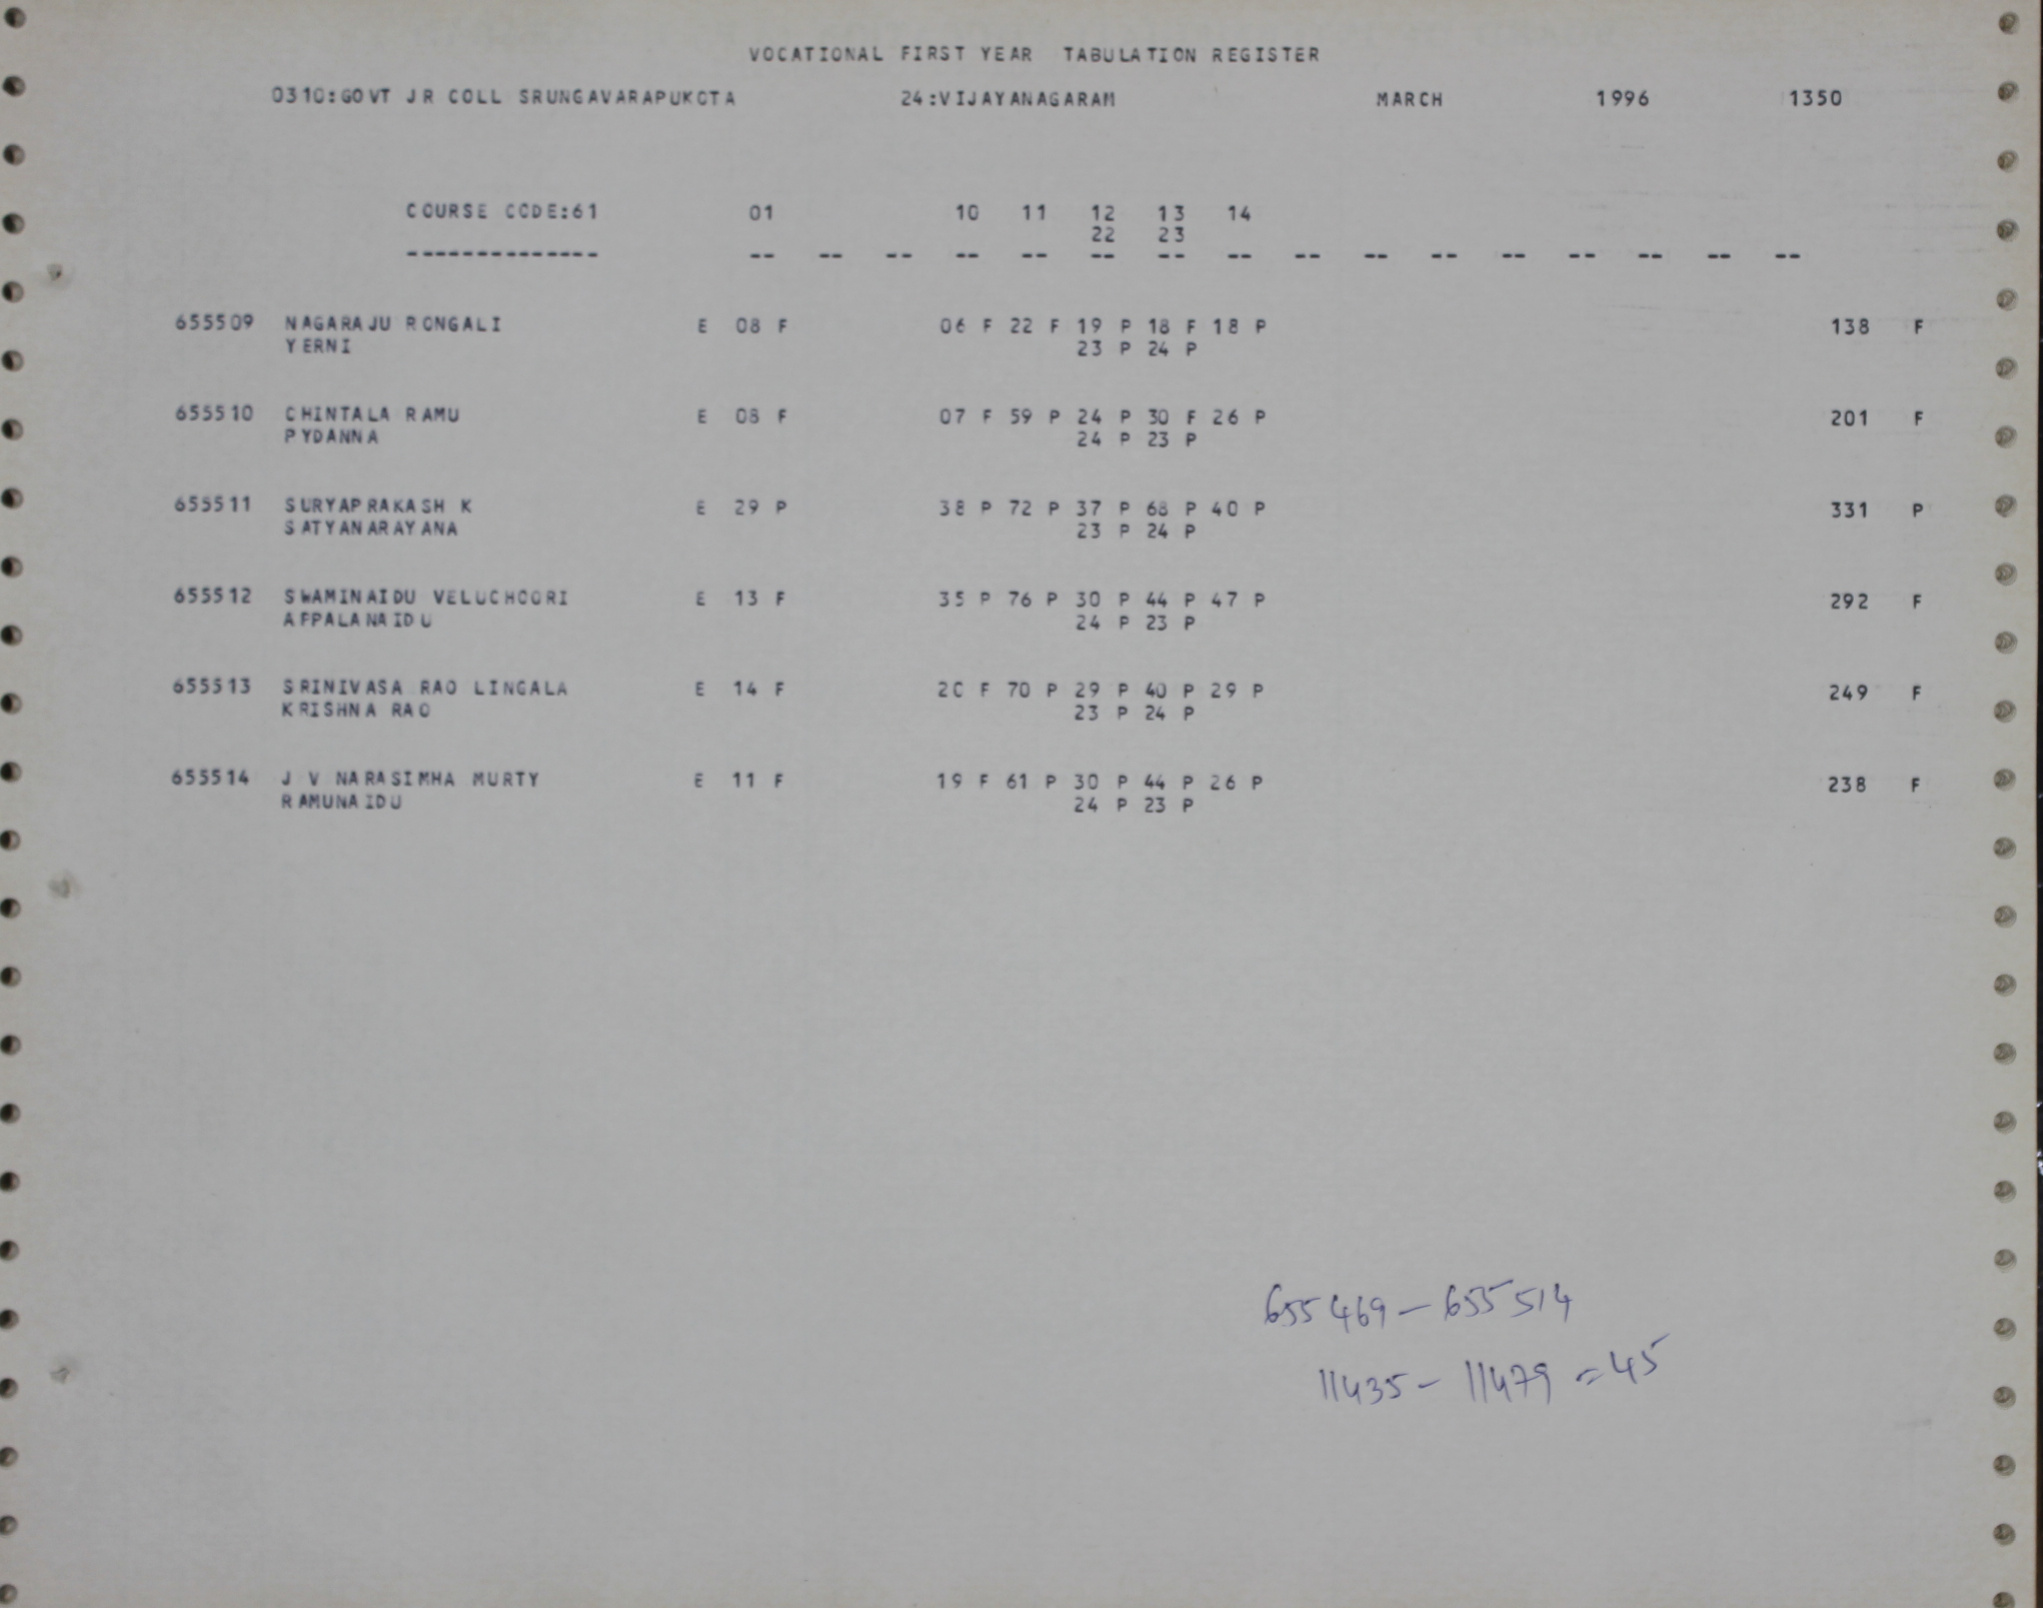 VOCATIONAL FIRST YEAR TABULATION REGISTER
0310:GOVT JR COLL SRUNGAVARAPUKOTA 24:VIJAYANAGARAM MARCH 1996 1350
COURSE CODE:61 01 10 11 12 13 14
22 23
-------------- -- -- -- -- -- -- -- -- -- -- -- -- -- -- -- --
655509 NAGARAJU RONGALI E 08 F 06 F 22 F 19 P 18 F 18 P 138 F
YERNI 23 P 24 P
655510 CHINTALA RAMU E 08 F 07 F 59 P 24 P 30 F 26 P 201 F
PYDANNA 24 P 23 P
655511 SURYAPRAKASH K E 29 P 38 P 72 P 37 P 68 P 40 P 331 P
SATYANARAYANA 23 P 24 P
655512 SWAMINAIDU VELUCHOORI E 13 F 35 P 76 P 30 P 44 P 47 P 292 F
APPALANAIDU 24 P 23 P
655513 SRINIVASA RAO LINGALA E 14 F 20 F 70 P 29 P 40 P 29 P 249 F
KRISHNA RAO 23 P 24 P
655514 J V NARASIMHA MURTY E 11 F 19 F 61 P 30 P 44 P 26 P 238 F
RAMUNAIDU 24 P 23 P
655469 - 655514
11435 - 11479 = 45